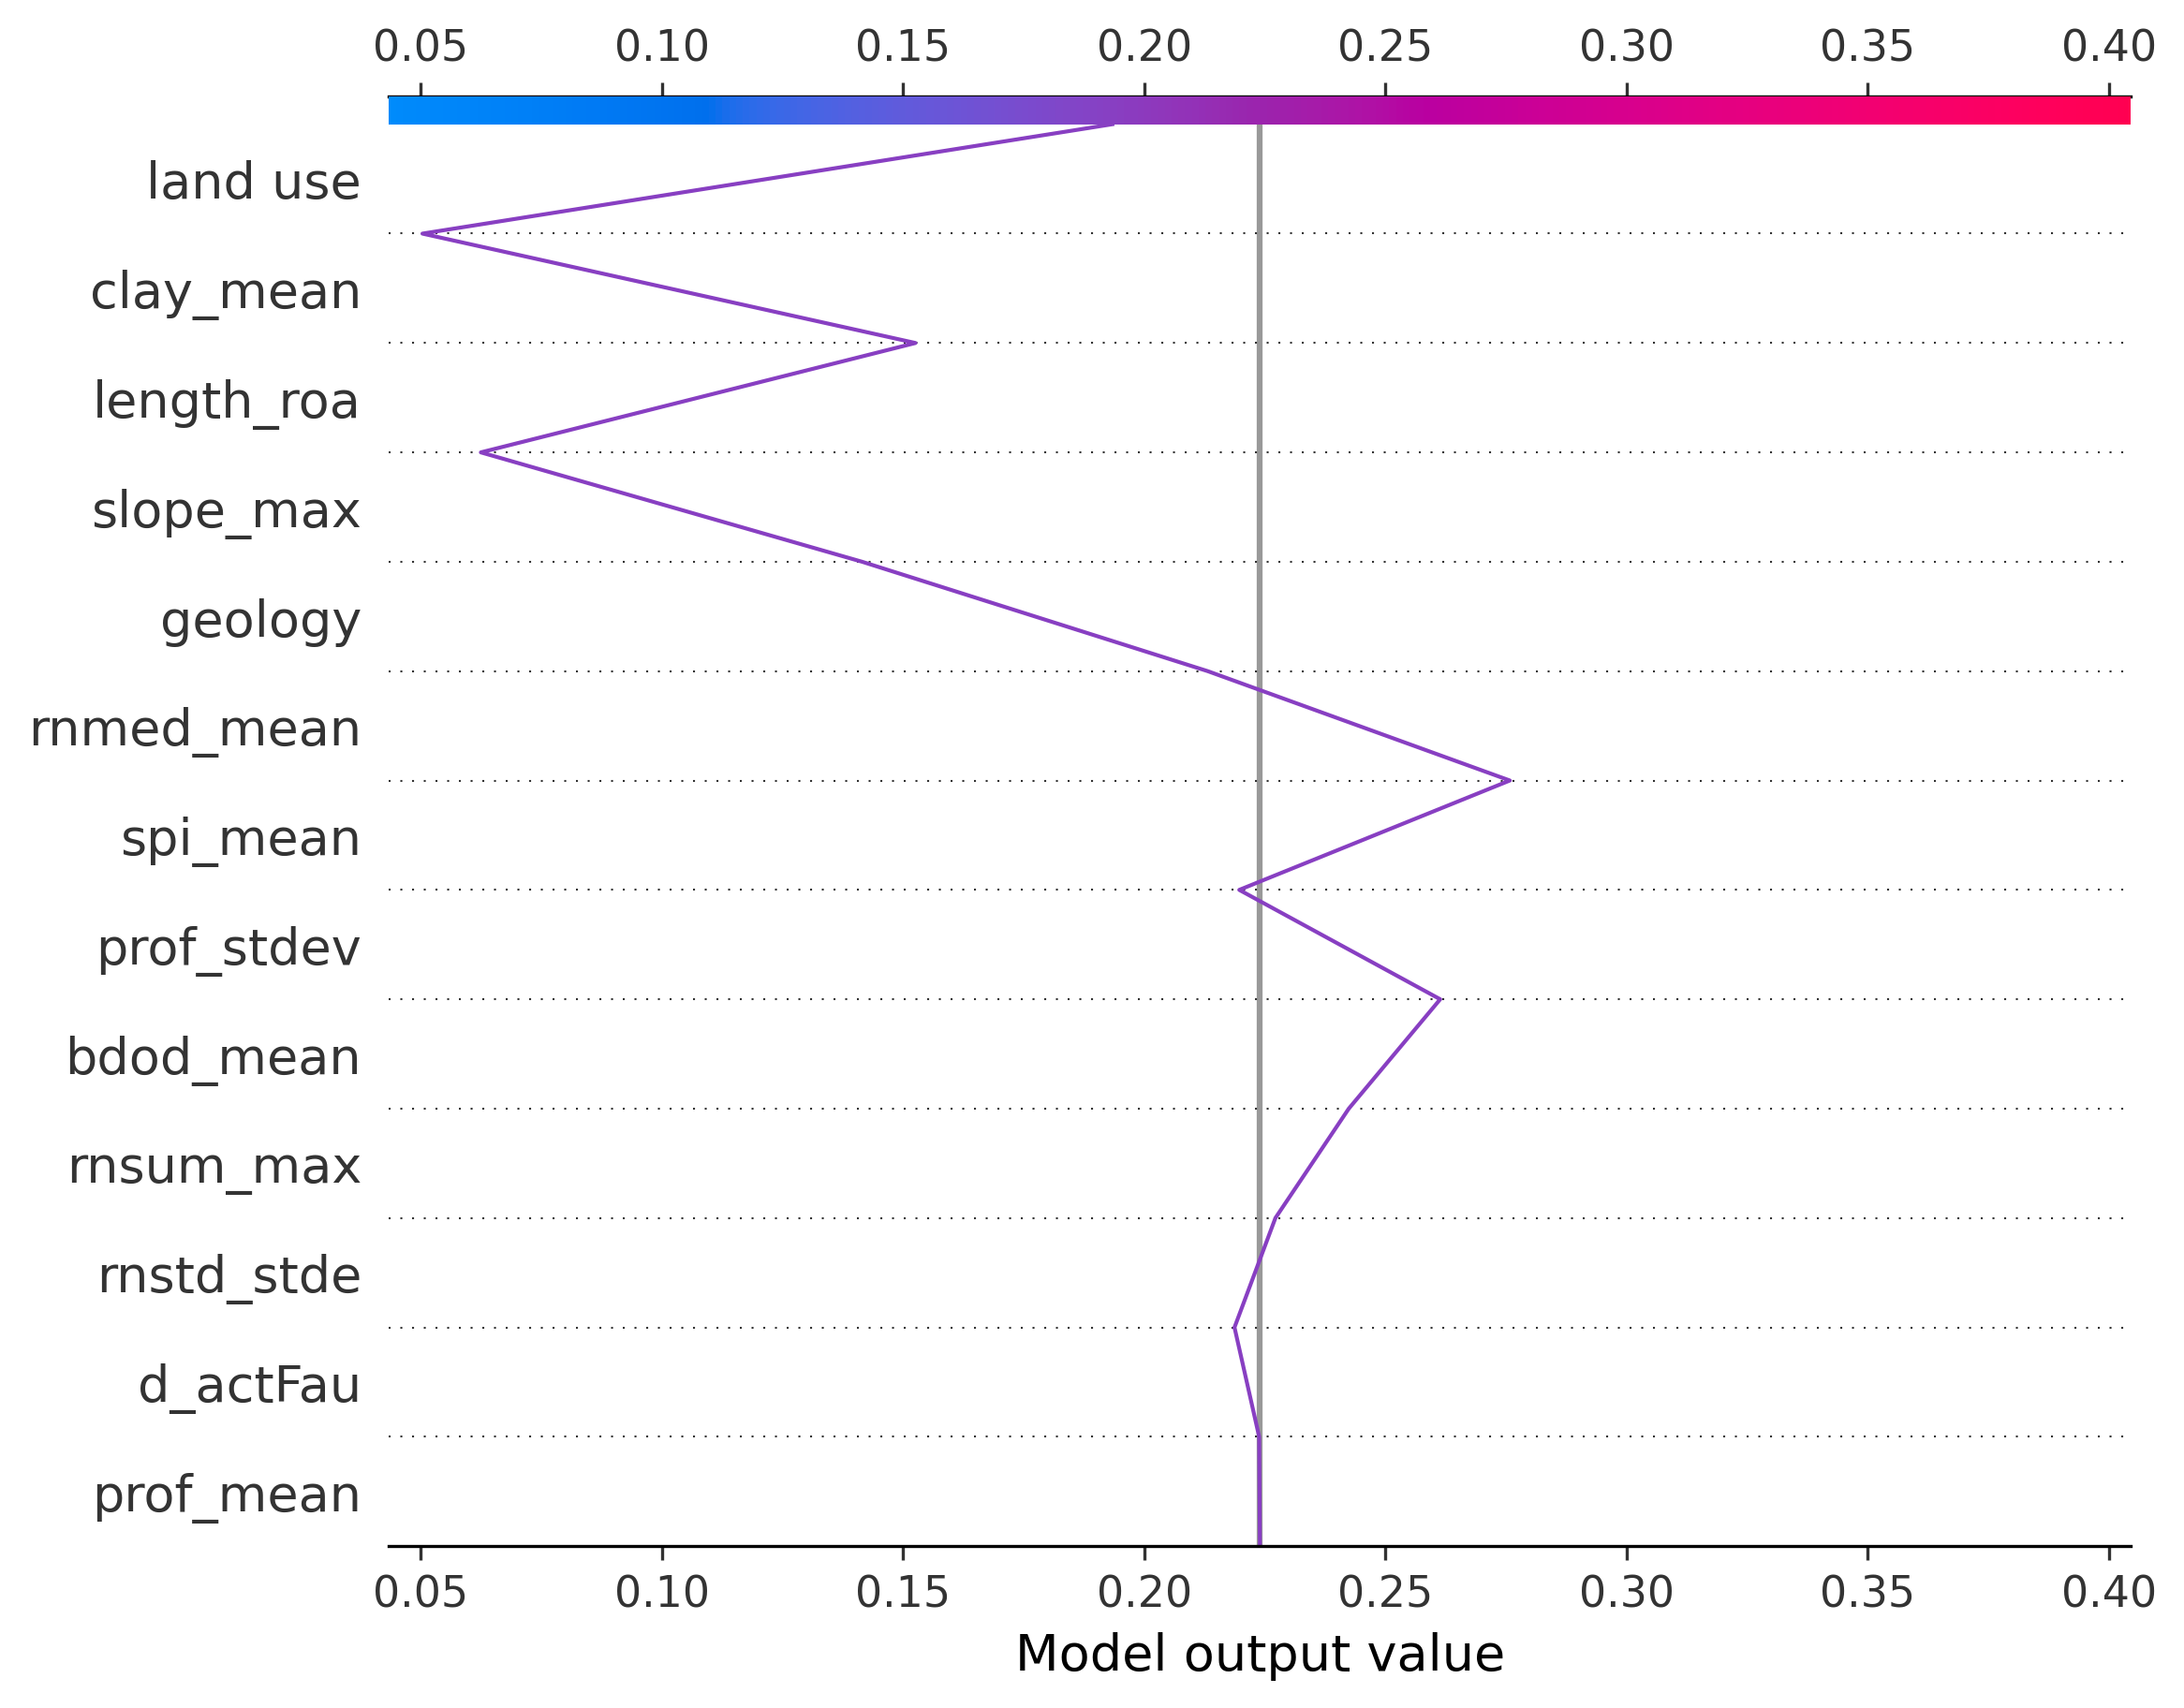 0.05 0.10 0.15 0.20 0.25 0.30 0.35 0.40
land use
clay_mean
length_roa
slope_max
geology
rnmed_mean
spi_mean
prof_stdev
bdod_mean
rnsum_max
rnstd_stde
d_actFau
prof_mean
0.05 0.10 0.15 0.20 0.25 0.30 0.35 0.40
Model output value